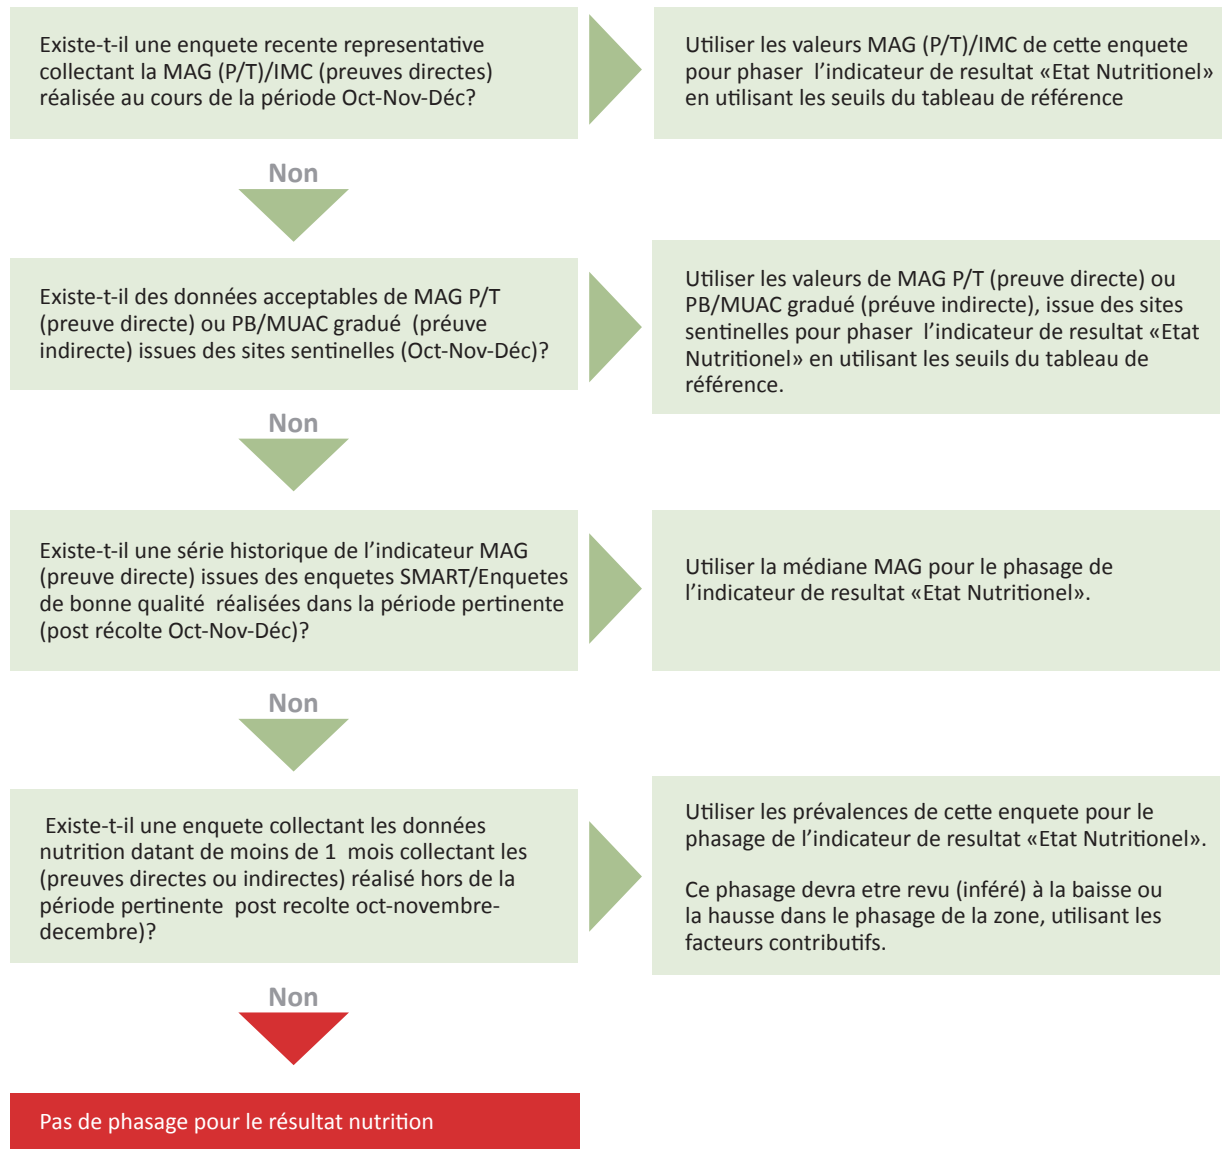 Existe-t-il une enquete recente representative
collectant la MAG (P/T)/IMC (preuves directes)
réalisée au cours de la période Oct-Nov-Déc?
Utiliser les valeurs MAG (P/T)/IMC de cette enquete
pour phaser l’indicateur de resultat «Etat Nutritionel»
en utilisant les seuils du tableau de référence
Non
Existe-t-il des données acceptables de MAG P/T
(preuve directe) ou PB/MUAC gradué (préuve
indirecte) issues des sites sentinelles (Oct-Nov-Déc)?
Utiliser les valeurs de MAG P/T (preuve directe) ou
PB/MUAC gradué (préuve indirecte), issue des sites
sentinelles pour phaser l’indicateur de resultat «Etat
Nutritionel» en utilisant les seuils du tableau de
référence.
Non
Existe-t-il une série historique de l’indicateur MAG
(preuve directe) issues des enquetes SMART/Enquetes
de bonne qualité réalisées dans la période pertinente
(post récolte Oct-Nov-Déc)?
Utiliser la médiane MAG pour le phasage de
l’indicateur de resultat «Etat Nutritionel».
Non
Existe-t-il une enquete collectant les données
nutrition datant de moins de 1 mois collectant les
(preuves directes ou indirectes) réalisé hors de la
période pertinente post recolte oct-novembre-
decembre)?
Utiliser les prévalences de cette enquete pour le
phasage de l’indicateur de resultat «Etat Nutritionel».
Ce phasage devra etre revu (inféré) à la baisse ou
la hausse dans le phasage de la zone, utilisant les
facteurs contributifs.
Non
Pas de phasage pour le résultat nutrition